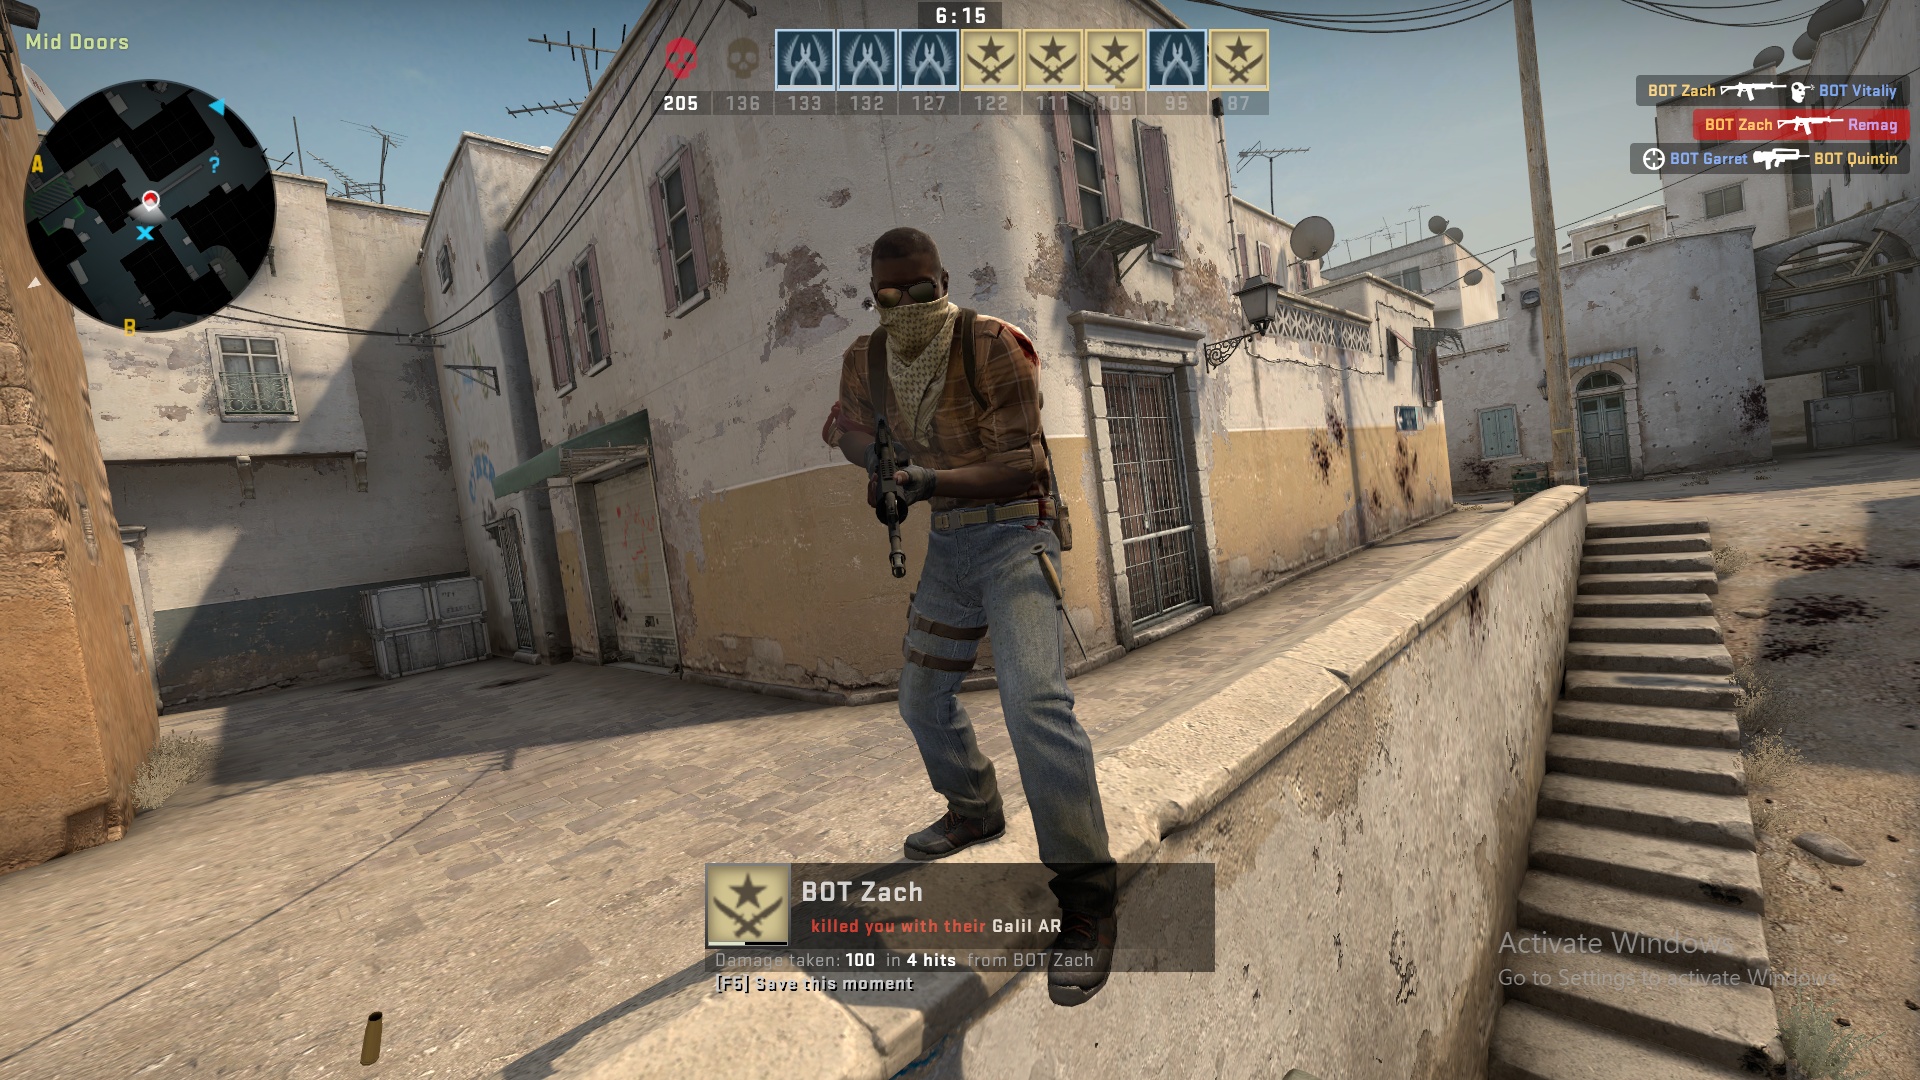 6:15
Mid Doors
205 136 133 132 127 122 111 109 95 87
A
?
B
BOT Zach BOT Vitaliy
BOT Zach Remag
BOT Garret BOT Quintin
BOT Zach
killed you with their Galil AR
Damage taken: 100 in 4 hits from BOT Zach
[F5] Save this moment
Activate Windows
Go to Settings to activate Windows.